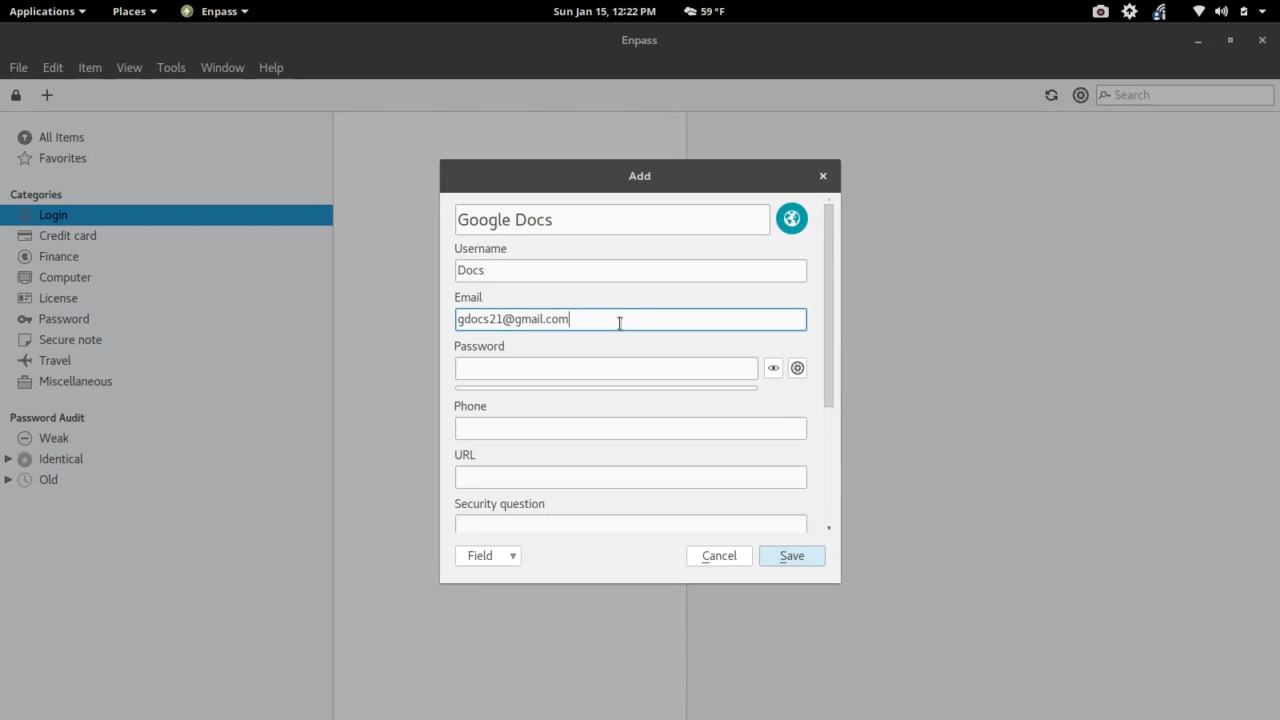 Applications Places Enpass Sun Jan 15, 12:22 PM 59 °F
Enpass
File Edit Item View Tools Window Help
Search
All Items
Favorites
Categories
Login
Credit card
Finance
Computer
License
Password
Secure note
Travel
Miscellaneous
Password Audit
Weak
Identical
Old
Add
Google Docs
Username
Docs
Email
gdocs21@gmail.com
Password
Phone
URL
Security question
Field Cancel Save